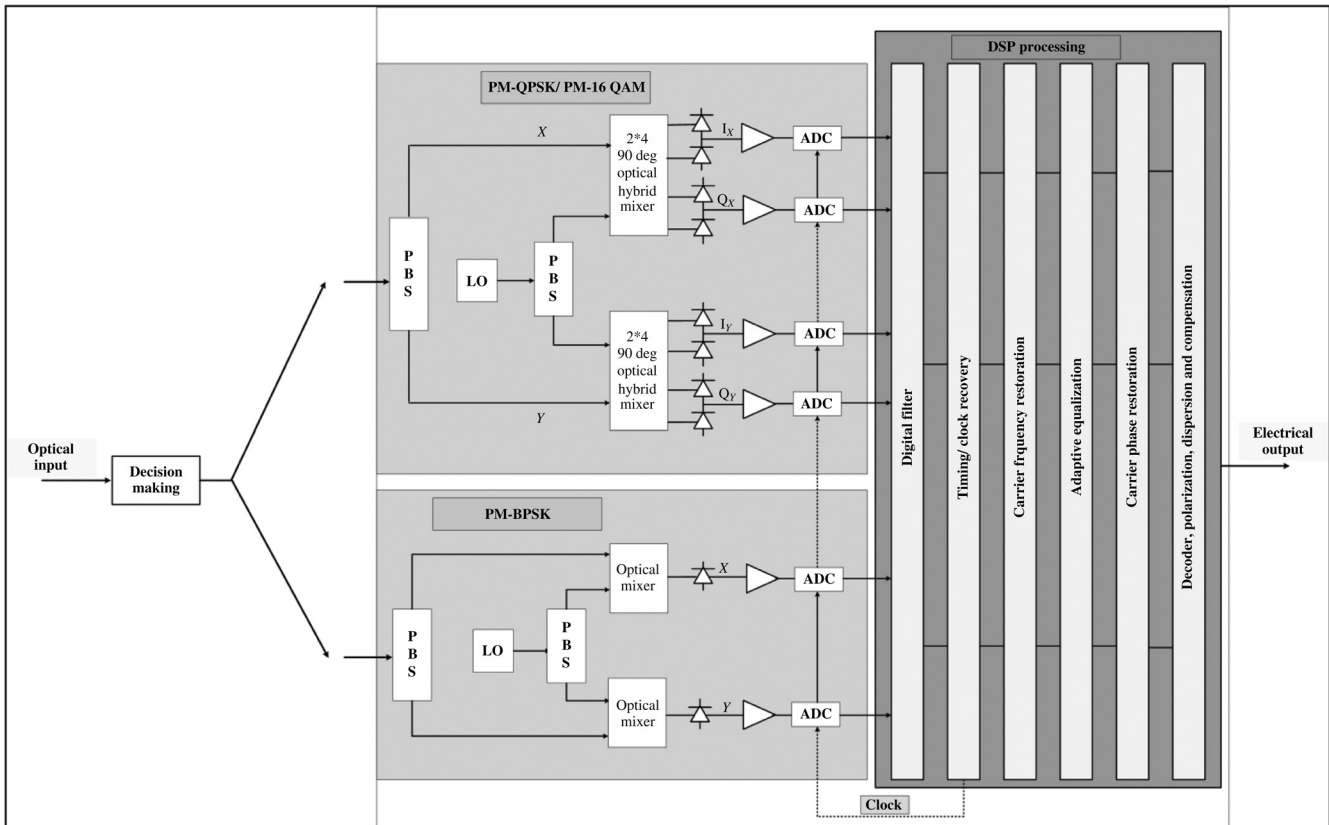 DSP processing
PM-QPSK/ PM-16 QAM
X
2*4
90 deg
optical
hybrid
mixer
I_X
ADC
Q_X
ADC
P
B
S
LO
P
B
S
2*4
90 deg
optical
hybrid
mixer
I_Y
ADC
Q_Y
ADC
Y
Optical
input
Decision
making
PM-BPSK
P
B
S
LO
P
B
S
Optical
mixer
X
ADC
Optical
mixer
Y
ADC
Clock
Digital filter
Timing/ clock recovery
Carrier frquency restoration
Adaptive equalization
Carrier phase restoration
Decoder, polarization, dispersion and compensation
Electrical
output